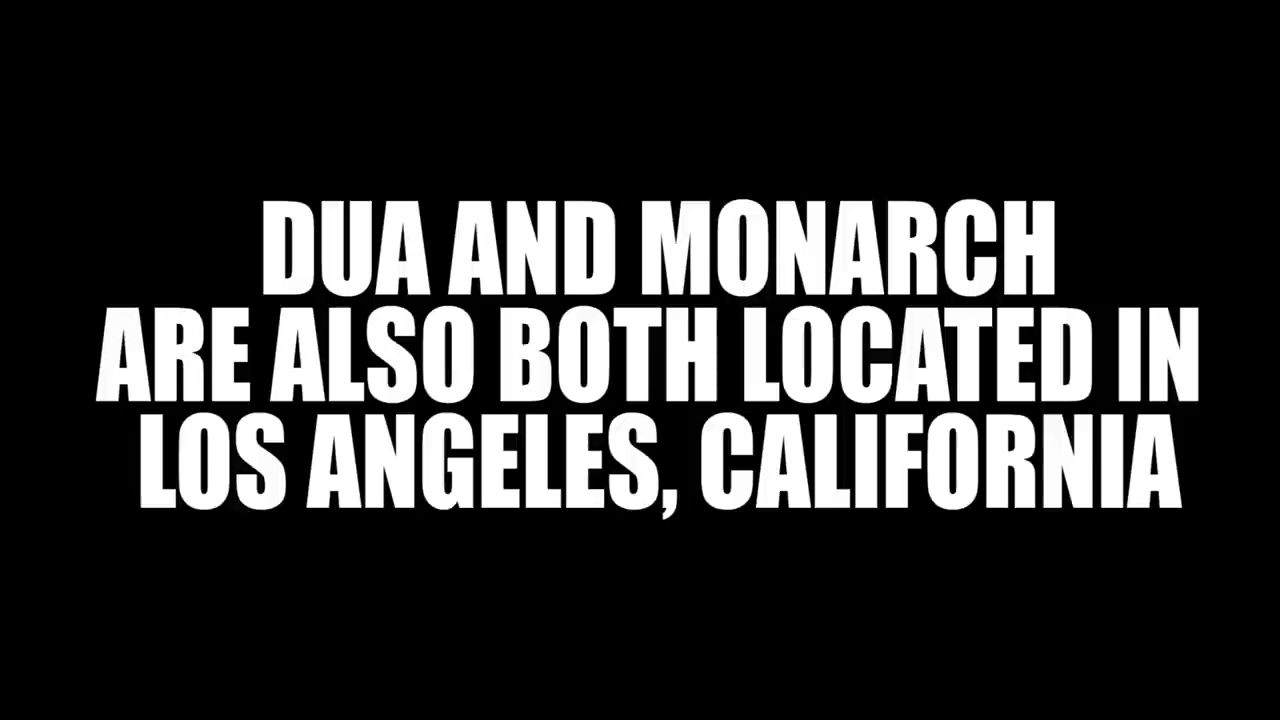 DUA AND MONARCH
ARE ALSO BOTH LOCATED IN
LOS ANGELES, CALIFORNIA